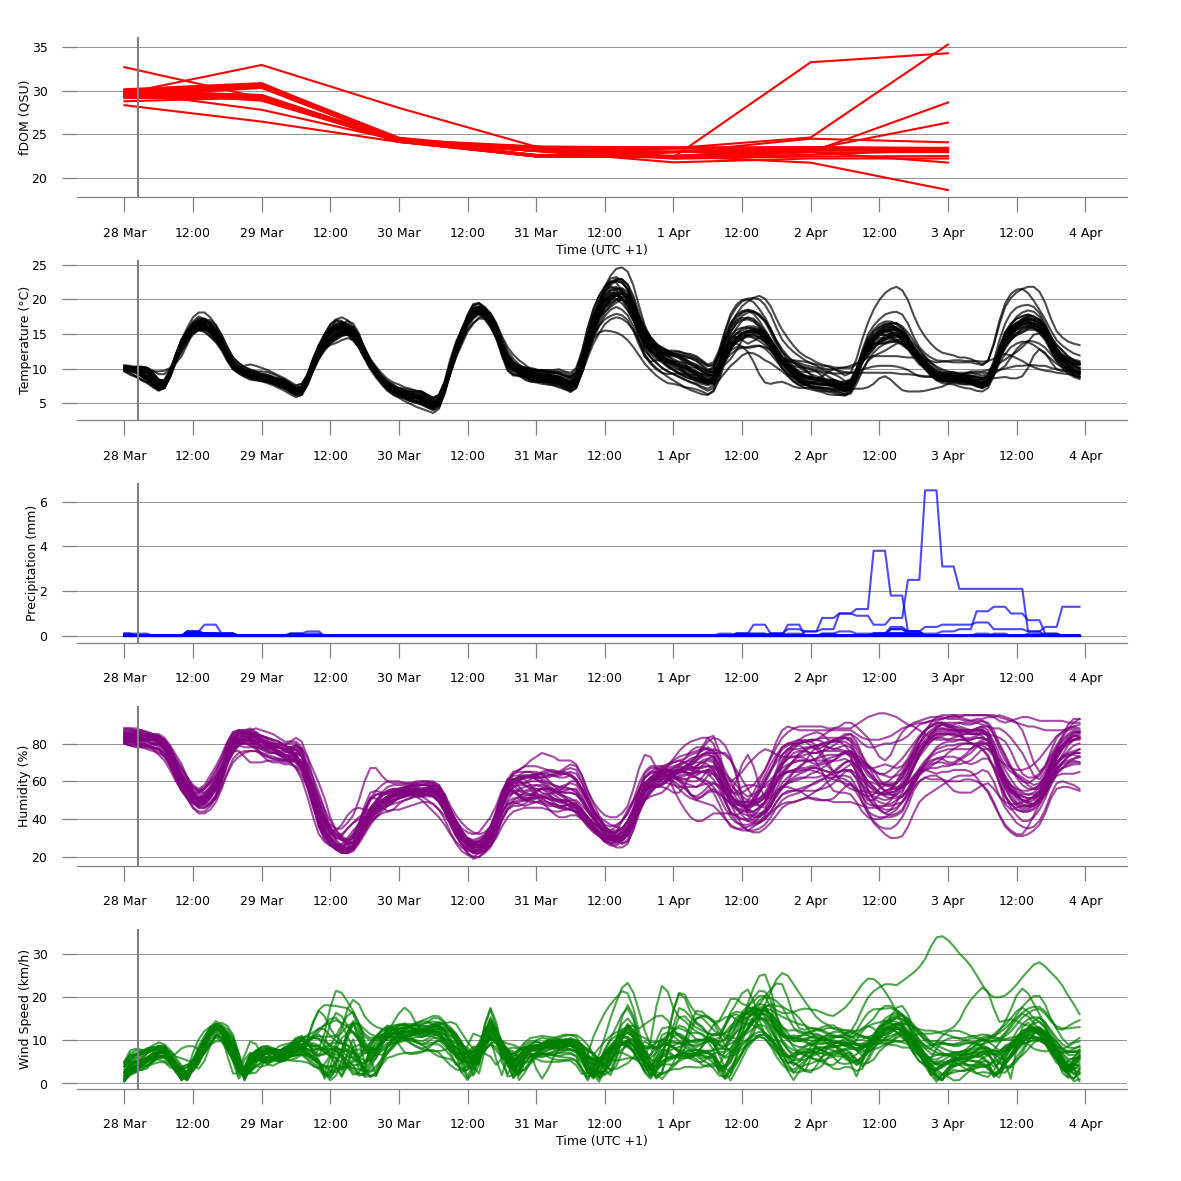 35
30
25
20
fDOM (QSU)
28 Mar 12:00 29 Mar 12:00 30 Mar 12:00 31 Mar 12:00 1 Apr 12:00 2 Apr 12:00 3 Apr 12:00 4 Apr
Time (UTC +1)
25
20
15
10
5
Temperature (°C)
28 Mar 12:00 29 Mar 12:00 30 Mar 12:00 31 Mar 12:00 1 Apr 12:00 2 Apr 12:00 3 Apr 12:00 4 Apr
6
4
2
0
Precipitation (mm)
28 Mar 12:00 29 Mar 12:00 30 Mar 12:00 31 Mar 12:00 1 Apr 12:00 2 Apr 12:00 3 Apr 12:00 4 Apr
80
60
40
20
Humidity (%)
28 Mar 12:00 29 Mar 12:00 30 Mar 12:00 31 Mar 12:00 1 Apr 12:00 2 Apr 12:00 3 Apr 12:00 4 Apr
30
20
10
0
Wind Speed (km/h)
28 Mar 12:00 29 Mar 12:00 30 Mar 12:00 31 Mar 12:00 1 Apr 12:00 2 Apr 12:00 3 Apr 12:00 4 Apr
Time (UTC +1)